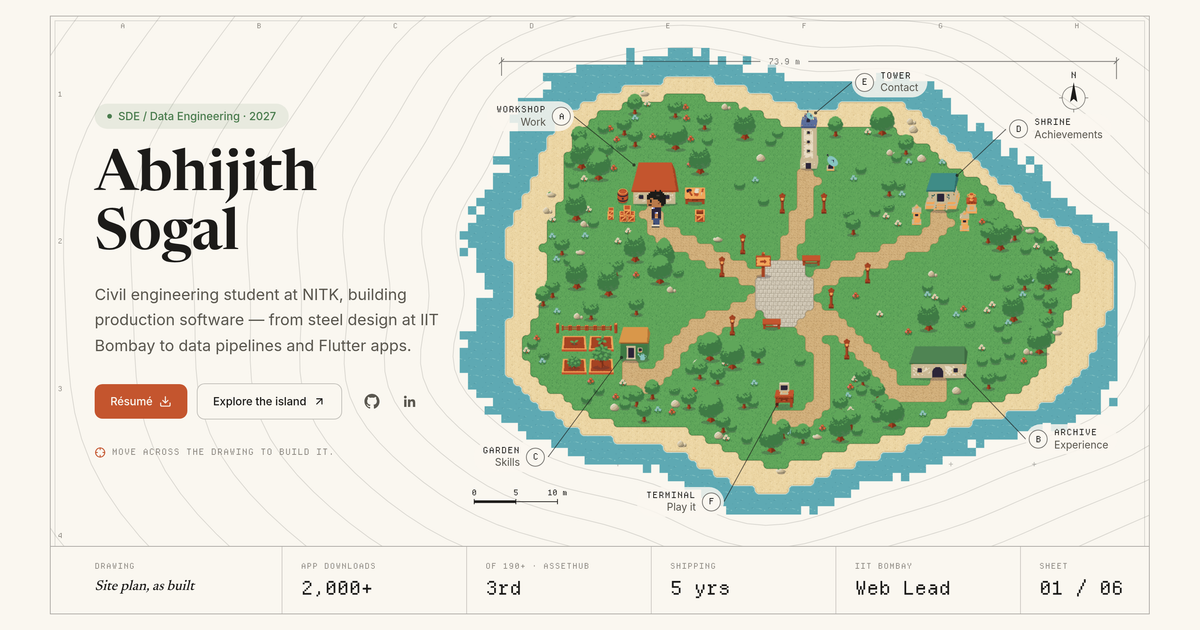 A B C D E F G H
1
2
3
4
SDE / Data Engineering · 2027
Abhijith
Sogal
Civil engineering student at NITK, building
production software — from steel design at IIT
Bombay to data pipelines and Flutter apps.
Résumé
Explore the island
in
MOVE ACROSS THE DRAWING TO BUILD IT.
73.9 m
N
WORKSHOP
Work
A
E
TOWER
Contact
D
SHRINE
Achievements
GARDEN
Skills
C
TERMINAL
Play it
F
B
ARCHIVE
Experience
0 5 10 m
DRAWING
Site plan, as built
APP DOWNLOADS
2,000+
OF 190+ · ASSETHUB
3rd
SHIPPING
5 yrs
IIT BOMBAY
Web Lead
SHEET
01 / 06